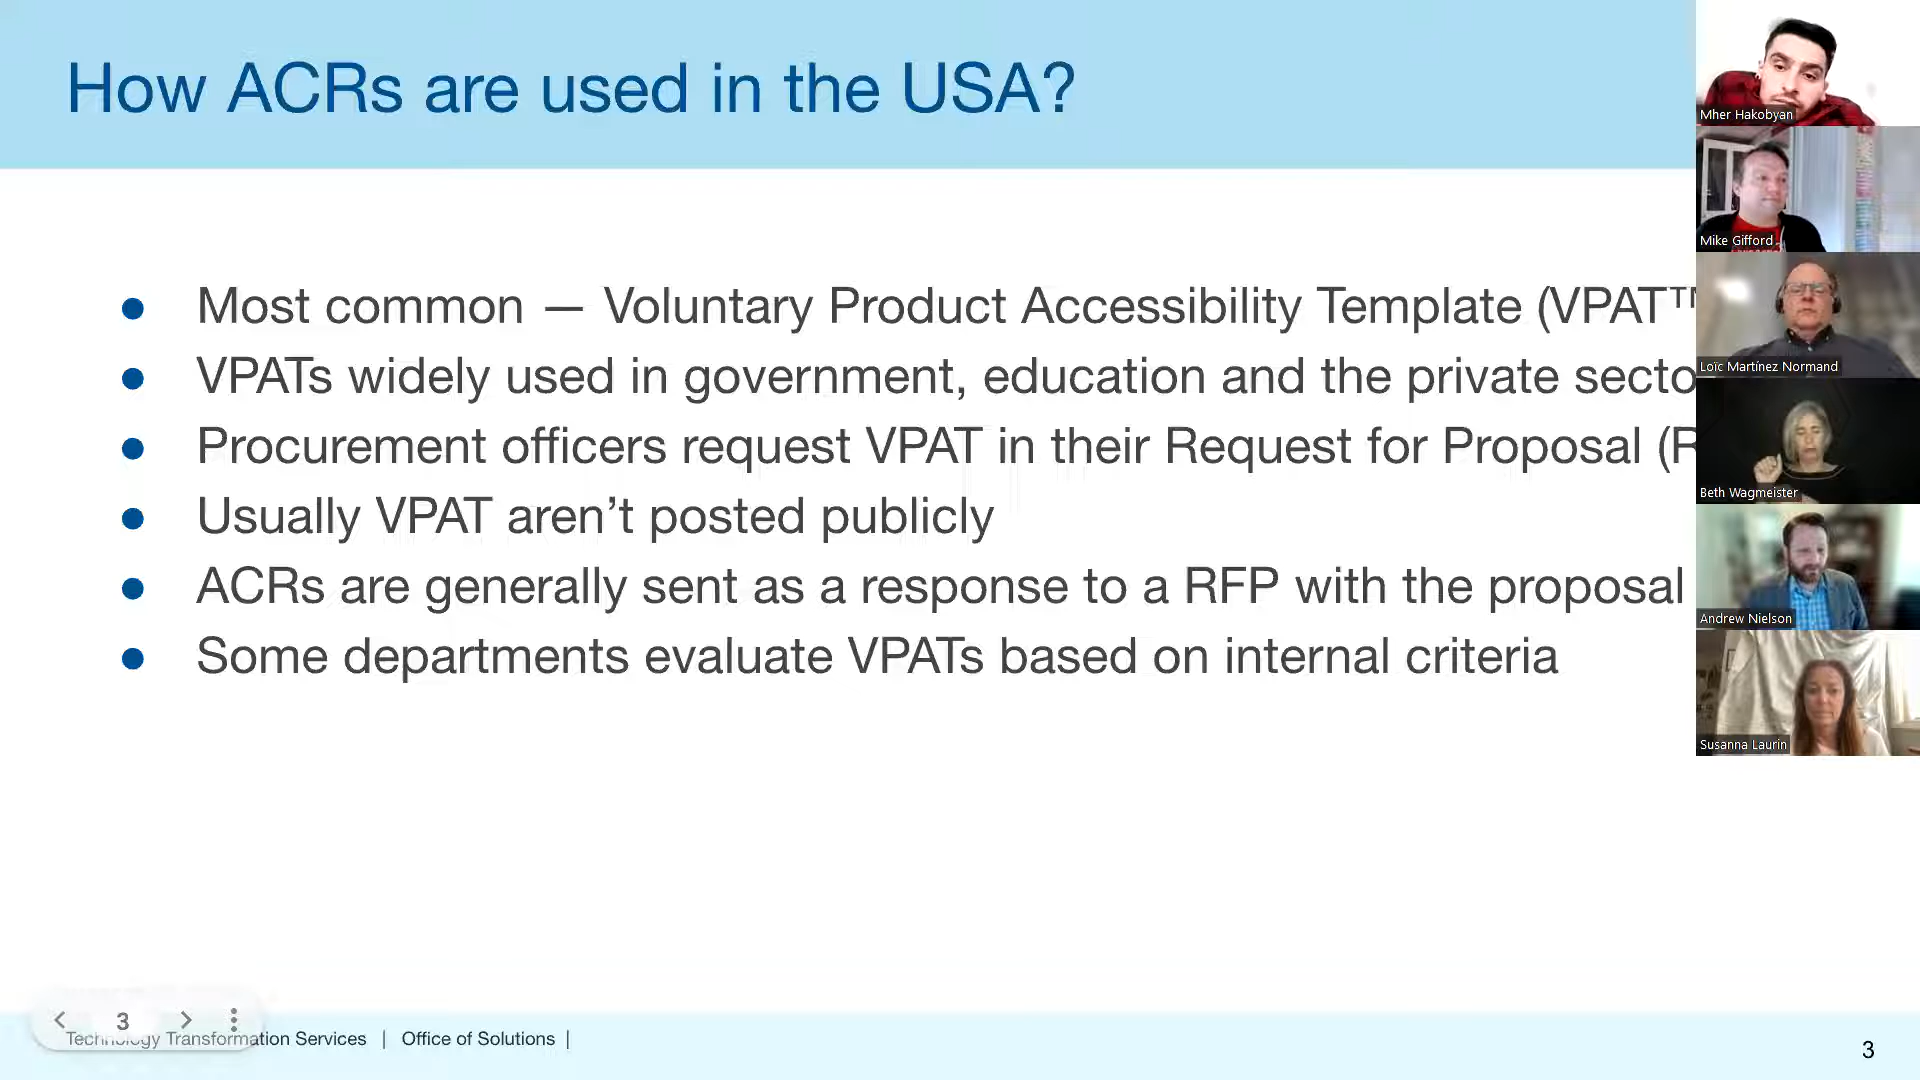 How ACRs are used in the USA?
Most common — Voluntary Product Accessibility Template (VPAT™
VPATs widely used in government, education and the private secto
Procurement officers request VPAT in their Request for Proposal (R
Usually VPAT aren’t posted publicly
ACRs are generally sent as a response to a RFP with the proposal
Some departments evaluate VPATs based on internal criteria
Mher Hakobyan
Mike Gifford
Loïc Martínez Normand
Beth Wagmeister
Andrew Nielson
Susanna Laurin
3
Technology Transformation Services | Office of Solutions |
3